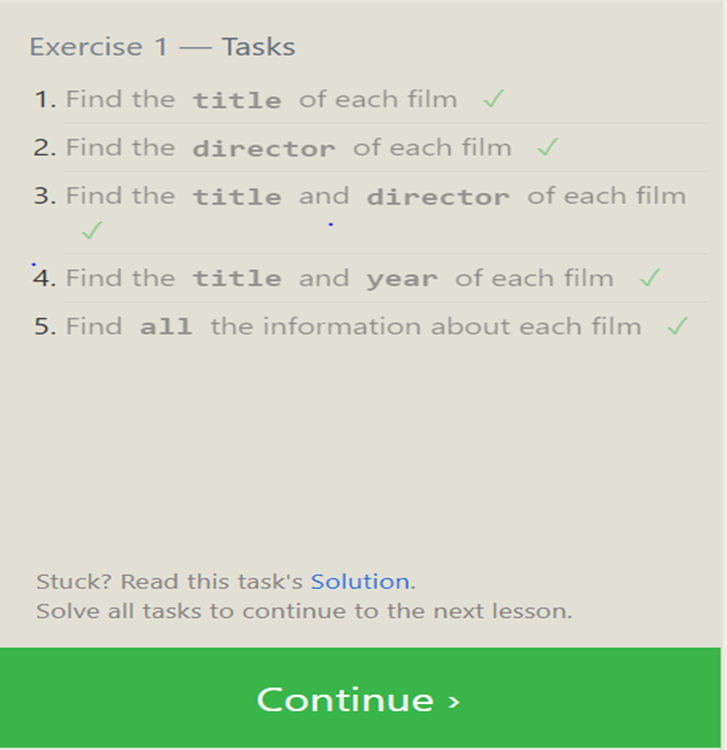 Exercise 1 — Tasks
1. Find the title of each film ✓
2. Find the director of each film ✓
3. Find the title and director of each film
✓
4. Find the title and year of each film ✓
5. Find all the information about each film ✓
Stuck? Read this task's Solution.
Solve all tasks to continue to the next lesson.
Continue ›